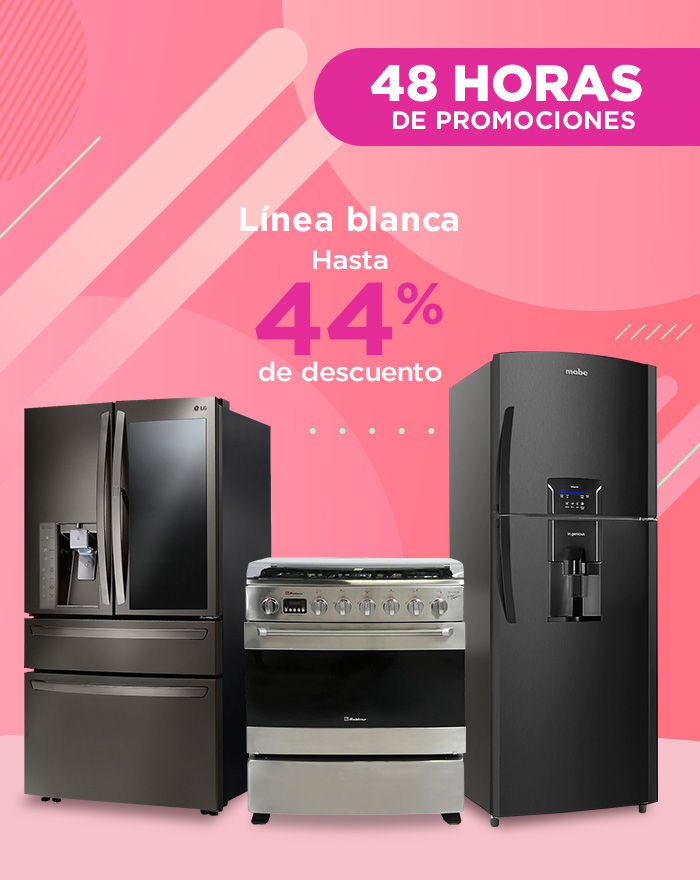 48 HORAS
DE PROMOCIONES
Línea blanca
Hasta
44%
de descuento
mabe
LG